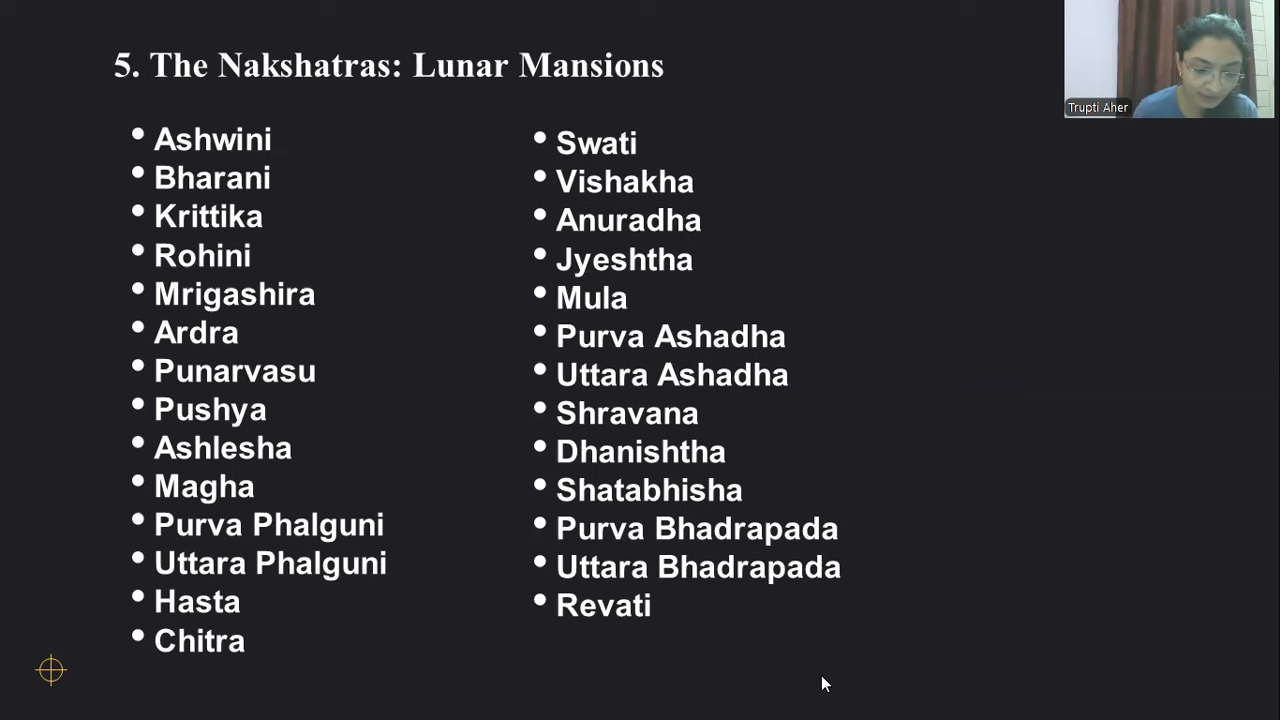 5. The Nakshatras: Lunar Mansions
Trupti Aher
• Ashwini
• Bharani
• Krittika
• Rohini
• Mrigashira
• Ardra
• Punarvasu
• Pushya
• Ashlesha
• Magha
• Purva Phalguni
• Uttara Phalguni
• Hasta
• Chitra
• Swati
• Vishakha
• Anuradha
• Jyeshtha
• Mula
• Purva Ashadha
• Uttara Ashadha
• Shravana
• Dhanishtha
• Shatabhisha
• Purva Bhadrapada
• Uttara Bhadrapada
• Revati